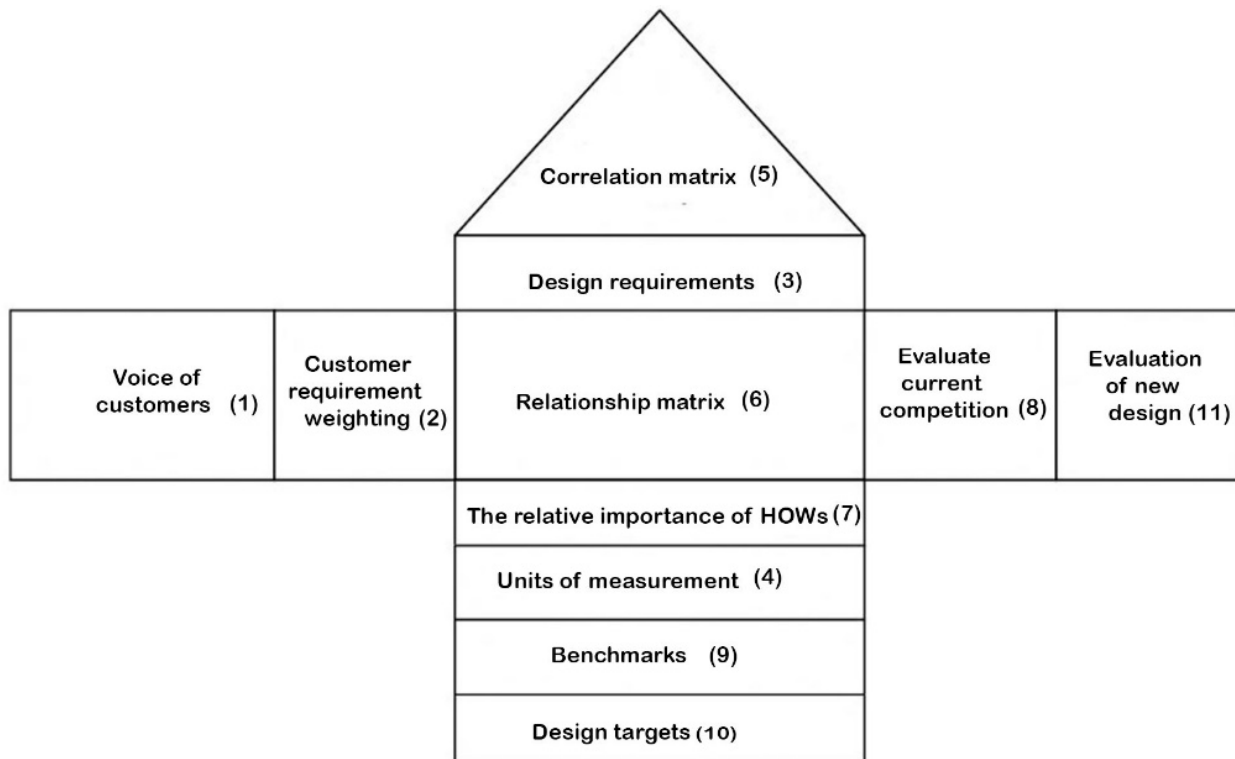 Correlation matrix (5)
Design requirements (3)
Voice of
customers (1)
Customer
requirement
weighting (2)
Relationship matrix (6)
Evaluate
current
competition (8)
Evaluation
of new
design (11)
The relative importance of HOWs (7)
Units of measurement (4)
Benchmarks (9)
Design targets (10)